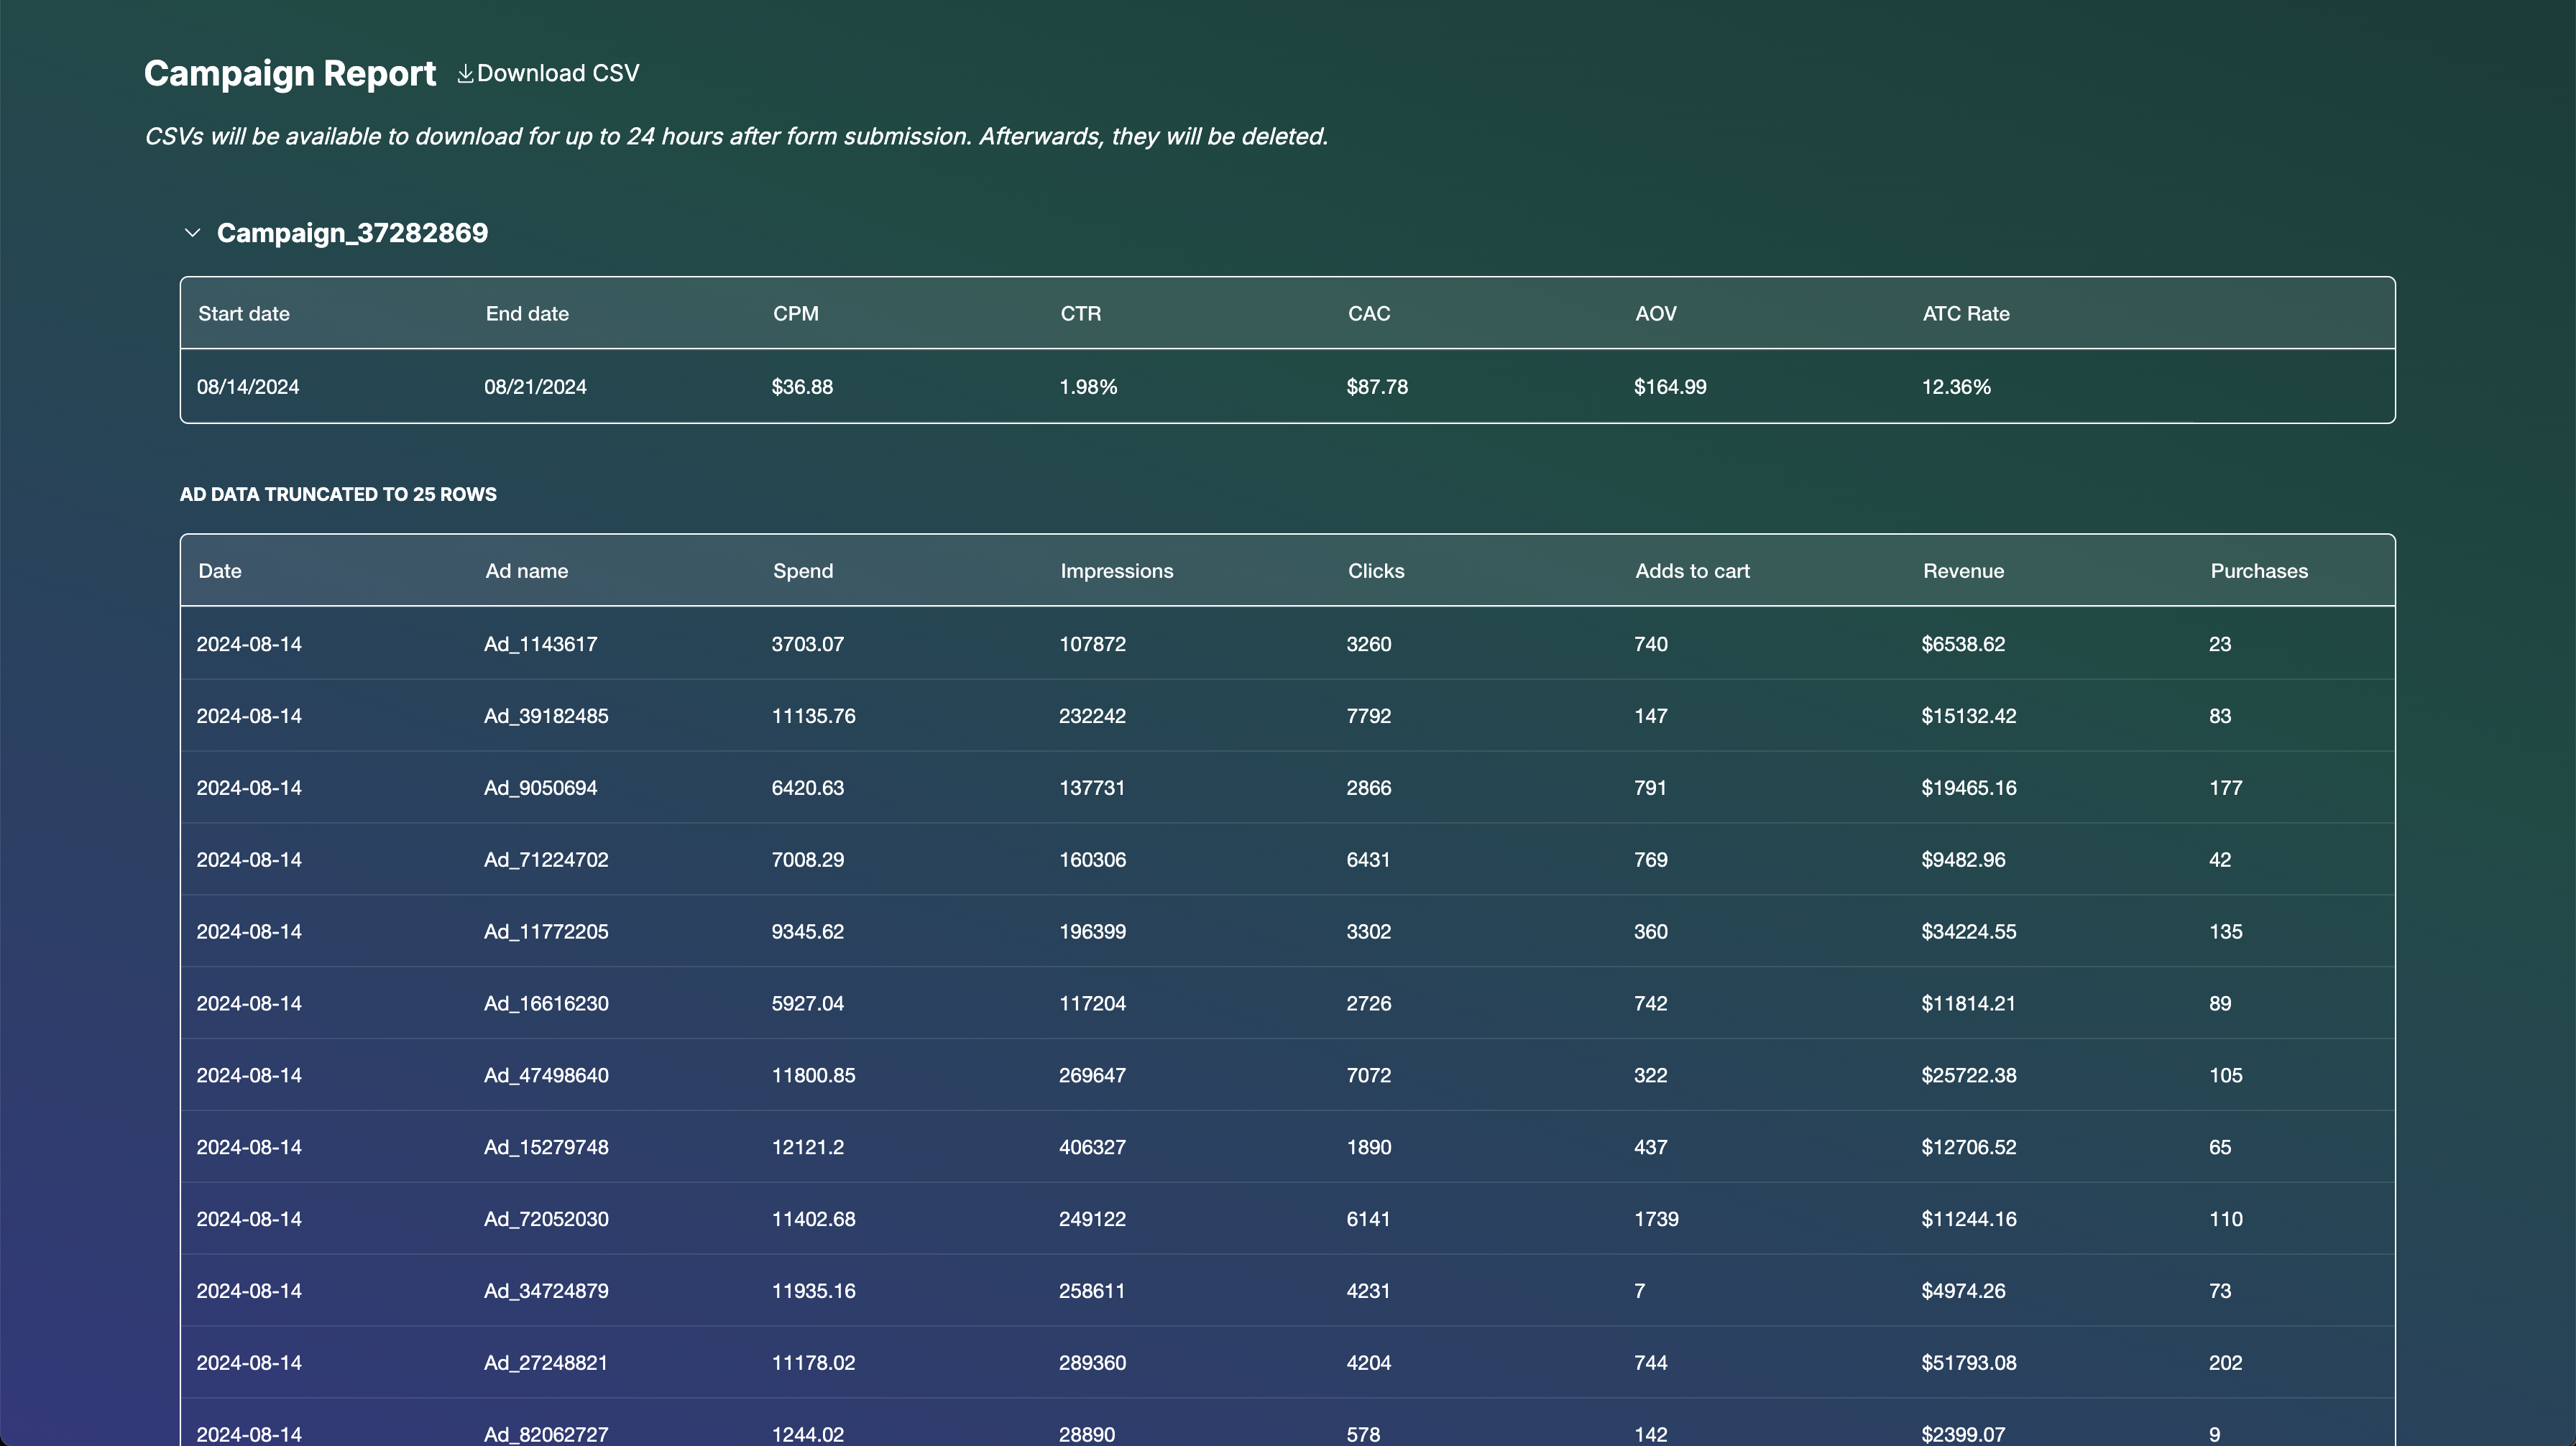 Campaign Report Download CSV
CSVs will be available to download for up to 24 hours after form submission. Afterwards, they will be deleted.
Campaign_37282869
Start date End date CPM CTR CAC AOV ATC Rate
08/14/2024 08/21/2024 $36.88 1.98% $87.78 $164.99 12.36%
AD DATA TRUNCATED TO 25 ROWS
Date Ad name Spend Impressions Clicks Adds to cart Revenue Purchases
2024-08-14 Ad_1143617 3703.07 107872 3260 740 $6538.62 23
2024-08-14 Ad_39182485 11135.76 232242 7792 147 $15132.42 83
2024-08-14 Ad_9050694 6420.63 137731 2866 791 $19465.16 177
2024-08-14 Ad_71224702 7008.29 160306 6431 769 $9482.96 42
2024-08-14 Ad_11772205 9345.62 196399 3302 360 $34224.55 135
2024-08-14 Ad_16616230 5927.04 117204 2726 742 $11814.21 89
2024-08-14 Ad_47498640 11800.85 269647 7072 322 $25722.38 105
2024-08-14 Ad_15279748 12121.2 406327 1890 437 $12706.52 65
2024-08-14 Ad_72052030 11402.68 249122 6141 1739 $11244.16 110
2024-08-14 Ad_34724879 11935.16 258611 4231 7 $4974.26 73
2024-08-14 Ad_27248821 11178.02 289360 4204 744 $51793.08 202
2024-08-14 Ad_82062727 1244.02 28890 578 142 $2399.07 9